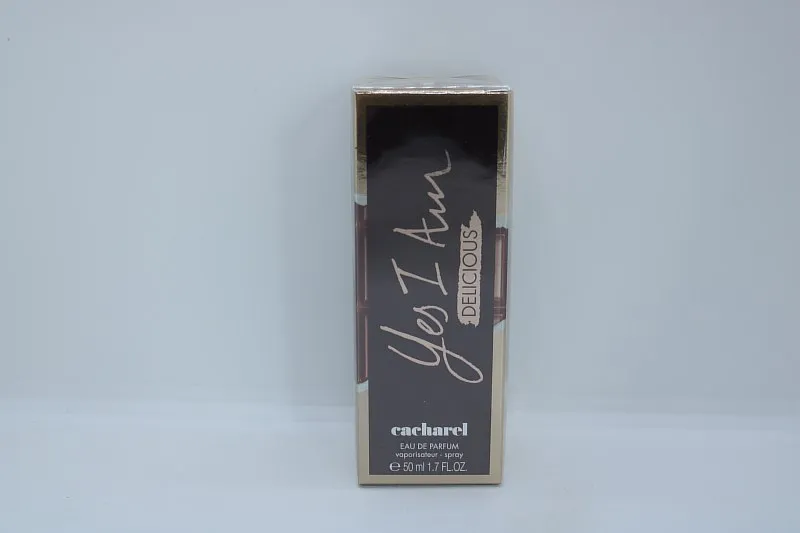 Yes I Am
DELICIOUS
cacharel
EAU DE PARFUM
vaporisateur - spray
℮ 50 ml 1.7 FL.OZ.